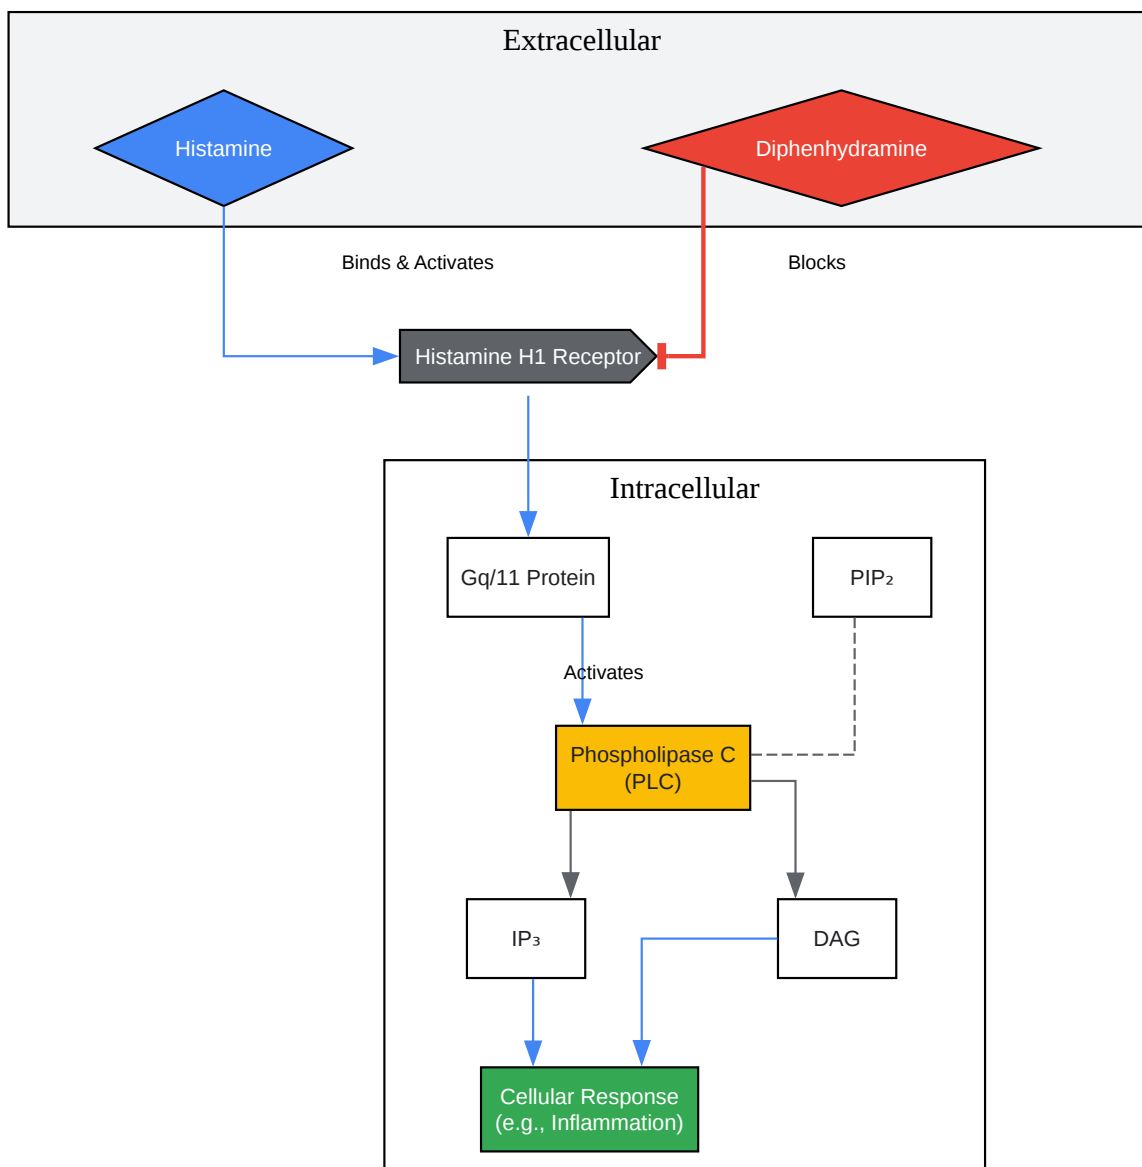 Extracellular
Histamine
Diphenhydramine
Binds & Activates
Blocks
Histamine H1 Receptor
Intracellular
Gq/11 Protein
PIP₂
Activates
Phospholipase C
(PLC)
IP₃
DAG
Cellular Response
(e.g., Inflammation)